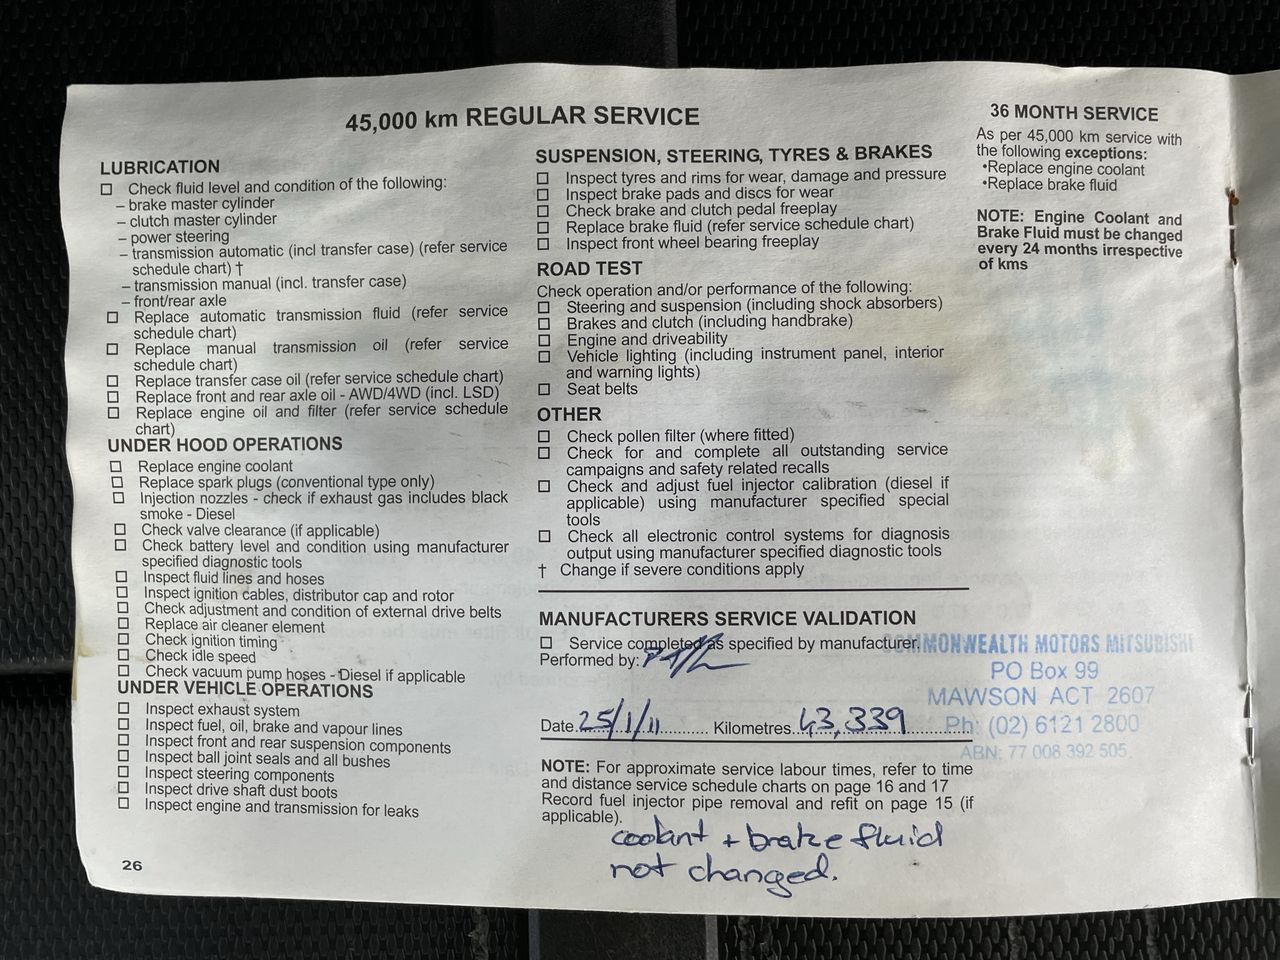 45,000 km REGULAR SERVICE
LUBRICATION
Check fluid level and condition of the following:
– brake master cylinder
– clutch master cylinder
– power steering
– transmission automatic (incl transfer case) (refer service
schedule chart) †
– transmission manual (incl. transfer case)
– front/rear axle
Replace automatic transmission fluid (refer service
schedule chart)
Replace manual transmission oil (refer service
schedule chart)
Replace transfer case oil (refer service schedule chart)
Replace front and rear axle oil - AWD/4WD (incl. LSD)
Replace engine oil and filter (refer service schedule
chart)
UNDER HOOD OPERATIONS
Replace engine coolant
Replace spark plugs (conventional type only)
Injection nozzles - check if exhaust gas includes black
smoke - Diesel
Check valve clearance (if applicable)
Check battery level and condition using manufacturer
specified diagnostic tools
Inspect fluid lines and hoses
Inspect ignition cables, distributor cap and rotor
Check adjustment and condition of external drive belts
Replace air cleaner element
Check ignition timing
Check idle speed
Check vacuum pump hoses - Diesel if applicable
UNDER VEHICLE OPERATIONS
Inspect exhaust system
Inspect fuel, oil, brake and vapour lines
Inspect front and rear suspension components
Inspect ball joint seals and all bushes
Inspect steering components
Inspect drive shaft dust boots
Inspect engine and transmission for leaks
26
SUSPENSION, STEERING, TYRES & BRAKES
Inspect tyres and rims for wear, damage and pressure
Inspect brake pads and discs for wear
Check brake and clutch pedal freeplay
Replace brake fluid (refer service schedule chart)
Inspect front wheel bearing freeplay
ROAD TEST
Check operation and/or performance of the following:
Steering and suspension (including shock absorbers)
Brakes and clutch (including handbrake)
Engine and driveability
Vehicle lighting (including instrument panel, interior
and warning lights)
Seat belts
OTHER
Check pollen filter (where fitted)
Check for and complete all outstanding service
campaigns and safety related recalls
Check and adjust fuel injector calibration (diesel if
applicable) using manufacturer specified special
tools
Check all electronic control systems for diagnosis
output using manufacturer specified diagnostic tools
† Change if severe conditions apply
MANUFACTURERS SERVICE VALIDATION
Service completed as specified by manufacturer.
Performed by:
Date 25/1/11 Kilometres 43,339
NOTE: For approximate service labour times, refer to time
and distance service schedule charts on page 16 and 17
Record fuel injector pipe removal and refit on page 15 (if
applicable).
coolant + brake fluid
not changed.
36 MONTH SERVICE
As per 45,000 km service with
the following exceptions:
•Replace engine coolant
•Replace brake fluid
NOTE: Engine Coolant and
Brake Fluid must be changed
every 24 months irrespective
of kms
COMMONWEALTH MOTORS MITSUBISHI
PO Box 99
MAWSON ACT 2607
Ph: (02) 6121 2800
ABN: 77 008 392 505